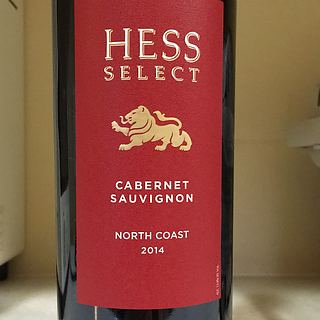 HESS
SELECT
CABERNET
SAUVIGNON
NORTH COAST
2014